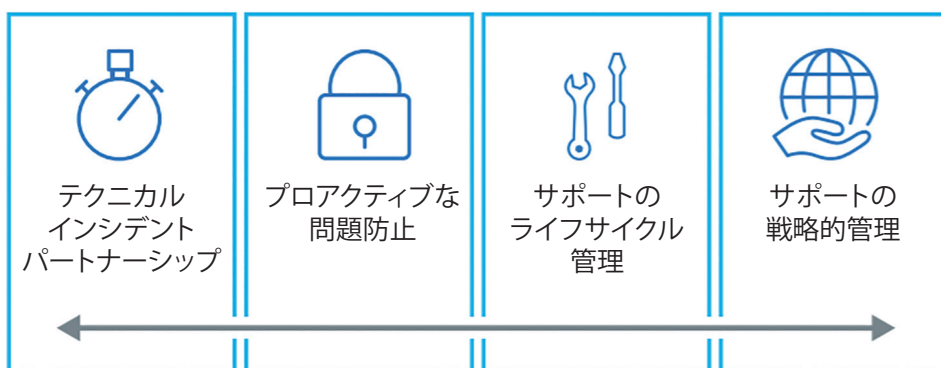 テクニカル
インシデント
パートナーシップ
プロアクティブな
問題防止
サポートの
ライフサイクル
管理
サポートの
戦略的管理